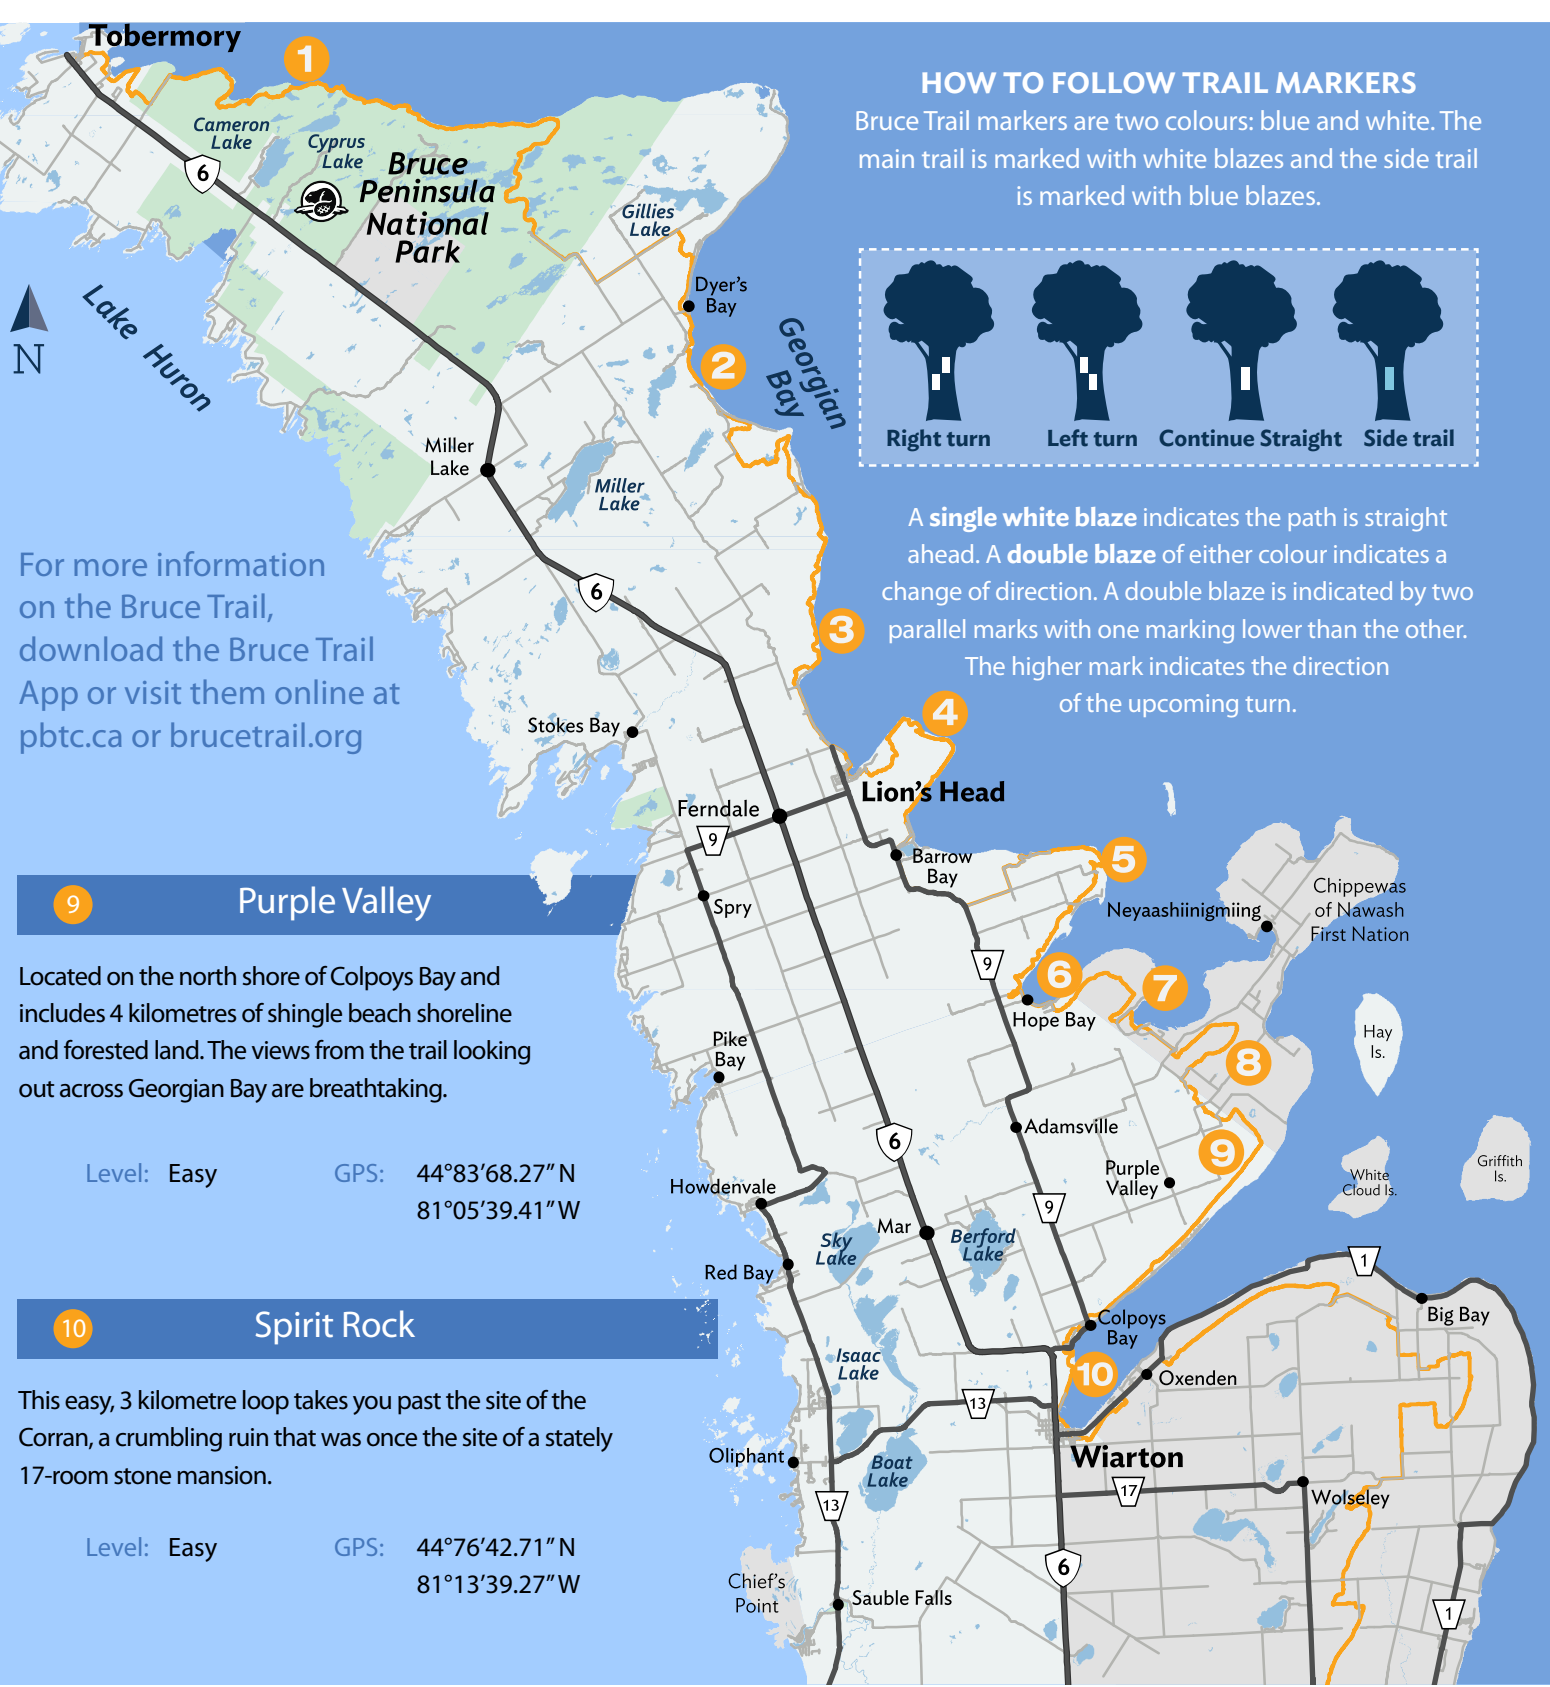 Tobermory
1
HOW TO FOLLOW TRAIL MARKERS
Bruce Trail markers are two colours: blue and white. The
main trail is marked with white blazes and the side trail
is marked with blue blazes.
Cameron
Lake
Cyprus
Lake
6
Bruce
Peninsula
National
Park
Gillies
Lake
Dyer's
Bay
N
Lake Huron
Georgian
Bay
2
Right turn
Left turn
Continue Straight
Side trail
Miller
Lake
Miller
Lake
A single white blaze indicates the path is straight
ahead. A double blaze of either colour indicates a
change of direction. A double blaze is indicated by two
parallel marks with one marking lower than the other.
The higher mark indicates the direction
of the upcoming turn.
For more information
on the Bruce Trail,
download the Bruce Trail
App or visit them online at
pbtc.ca or brucetrail.org
6
3
4
Stokes Bay
Lion's Head
Ferndale
9
Barrow
Bay
5
Spry
Neyaashiinigmiing
Chippewas
of Nawash
First Nation
9 Purple Valley
Located on the north shore of Colpoys Bay and
includes 4 kilometres of shingle beach shoreline
and forested land. The views from the trail looking
out across Georgian Bay are breathtaking.
Level: Easy GPS: 44°83'68.27" N
81°05'39.41" W
9
6
7
Hope Bay
Hay
Is.
Pike
Bay
8
Adamsville
6
9
Purple
Valley
White
Cloud Is.
Griffith
Is.
Howdenvale
9
Mar
Sky
Lake
Berford
Lake
Red Bay
1
Big Bay
Colpoys
Bay
10 Spirit Rock
This easy, 3 kilometre loop takes you past the site of the
Corran, a crumbling ruin that was once the site of a stately
17-room stone mansion.
Level: Easy GPS: 44°76'42.71" N
81°13'39.27" W
Isaac
Lake
10
Oxenden
13
Oliphant
Boat
Lake
Wiarton
17
Wolseley
13
6
Chief's
Point
Sauble Falls
1